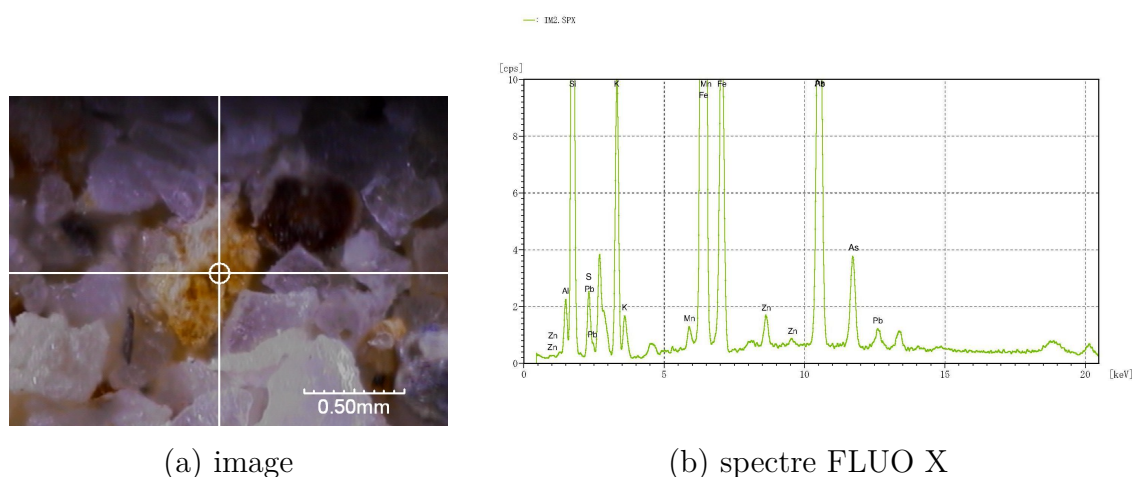 : IM2.SPX
[cps]
10
8
6
4
2
0
Si
K
Mn
Fe
Fe
As
As
S
Pb
Al
K
Pb
Zn
Zn
Mn
Zn
Zn
Pb
0
5
10
15
20
[keV]
0.50mm
(a) image
(b) spectre FLUO X